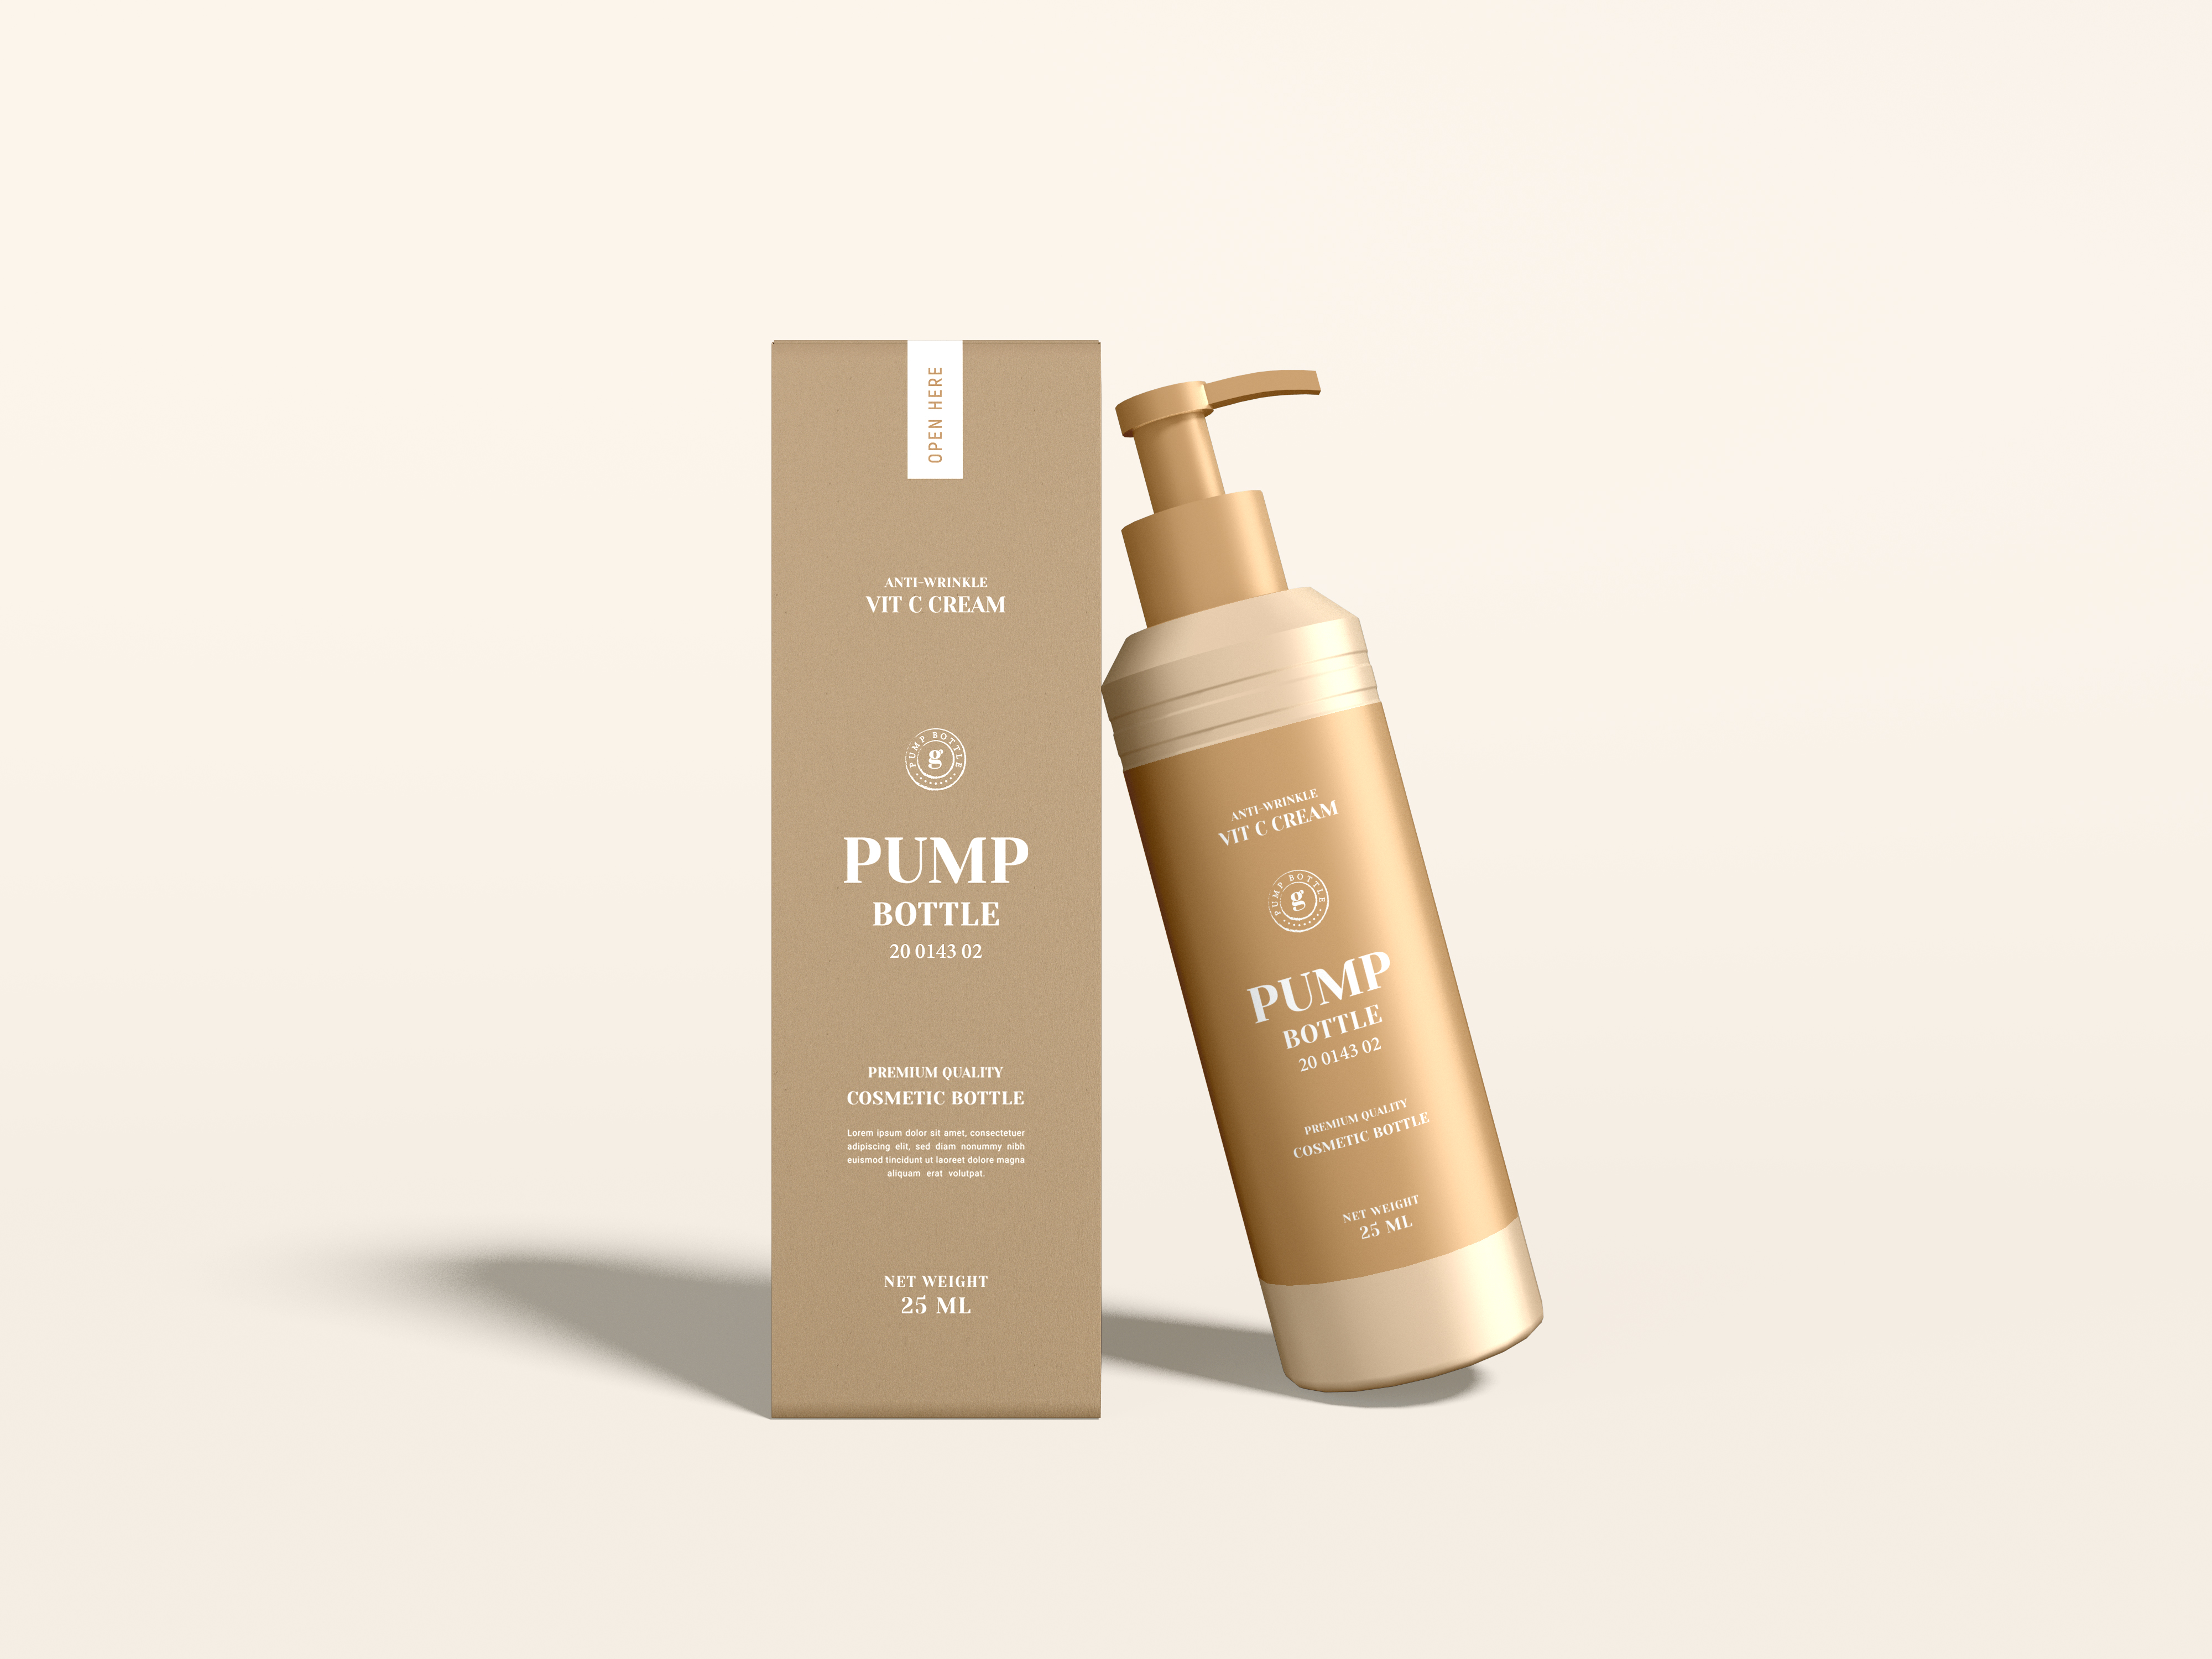 OPEN HERE
ANTI-WRINKLE
VIT C CREAM
PUMP BOTTLE
g
PUMP
BOTTLE
20 0143 02
PREMIUM QUALITY
COSMETIC BOTTLE
Lorem ipsum dolor sit amet, consectetuer
adipiscing elit, sed diam nonummy nibh
euismod tincidunt ut laoreet dolore magna
aliquam erat volutpat.
NET WEIGHT
25 ML
ANTI-WRINKLE
VIT C CREAM
PUMP BOTTLE
g
PUMP
BOTTLE
20 0143 02
PREMIUM QUALITY
COSMETIC BOTTLE
NET WEIGHT
25 ML